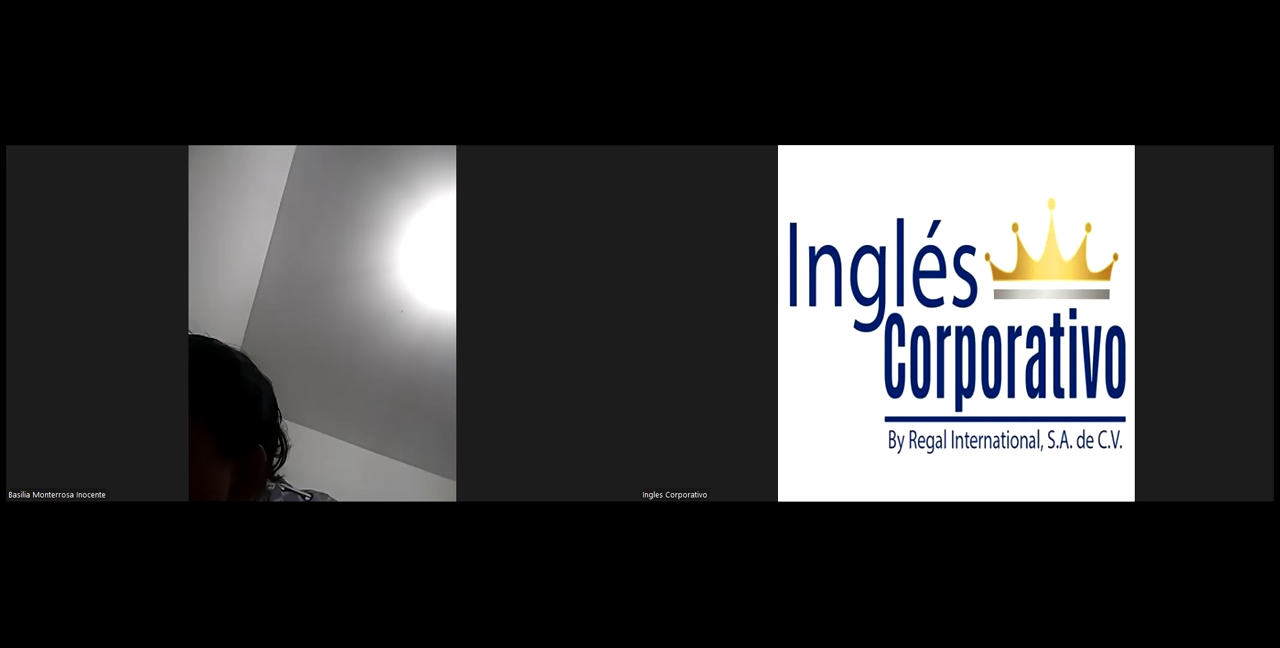 Inglés
Corporativo
By Regal International, S.A. de C.V.
Basilia Monterrosa Inocente
Ingles Corporativo